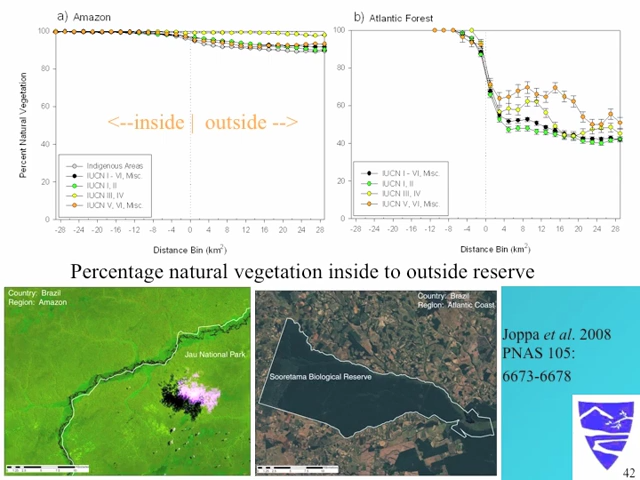 a) Amazon
b) Atlantic Forest
Percent Natural Vegetation
100
80
60
40
20
0
100
80
60
40
20
0
<--inside | outside -->
Indigenous Areas
IUCN I - VI, Misc.
IUCN I, II
IUCN III, IV
IUCN V, VI, Misc.
IUCN I - VI, Misc.
IUCN I, II
IUCN III, IV
IUCN V, VI, Misc.
-28 -24 -20 -16 -12 -8 -4 0 4 8 12 16 20 24 28
-28 -24 -20 -16 -12 -8 -4 0 4 8 12 16 20 24 29
Distance Bin (km²)
Distance Bin (km²)
Percentage natural vegetation inside to outside reserve
Country: Brazil
Region: Amazon
Jau National Park
Country: Brazil
Region: Atlantic Coast
Sooretama Biological Reserve
Joppa et al. 2008
PNAS 105:
6673-6678
42